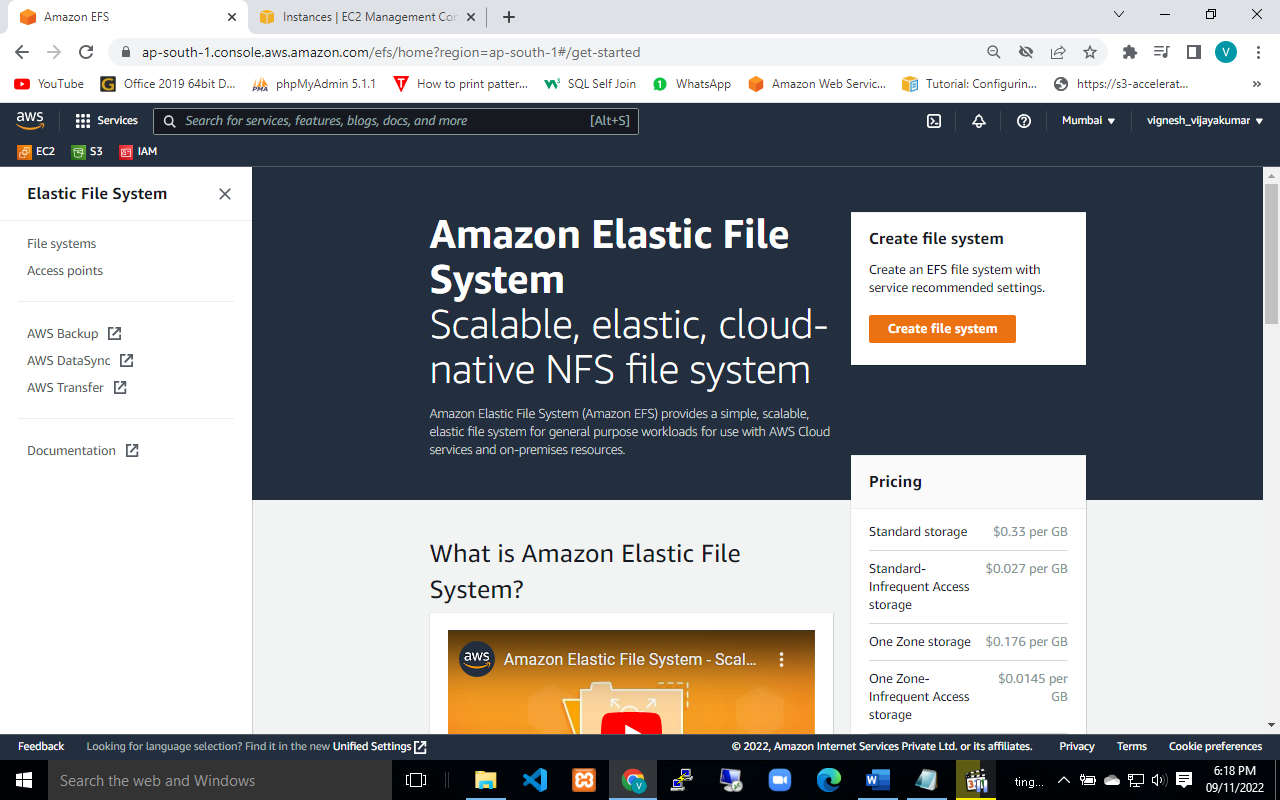 Amazon EFS
Instances | EC2 Management Con
ap-south-1.console.aws.amazon.com/efs/home?region=ap-south-1#/get-started
V
YouTube
Office 2019 64bit D...
phpMyAdmin 5.1.1
How to print patter...
SQL Self Join
WhatsApp
Amazon Web Servic...
Tutorial: Configurin...
https://s3-accelerat...
»
aws
Services
Search for services, features, blogs, docs, and more
[Alt+S]
Mumbai
vignesh_vijayakumar
EC2
S3
IAM
Elastic File System
File systems
Access points
AWS Backup
AWS DataSync
AWS Transfer
Documentation
Amazon Elastic File
System
Scalable, elastic, cloud-
native NFS file system
Amazon Elastic File System (Amazon EFS) provides a simple, scalable,
elastic file system for general purpose workloads for use with AWS Cloud
services and on-premises resources.
Create file system
Create an EFS file system with
service recommended settings.
Create file system
Pricing
Standard storage $0.33 per GB
Standard- $0.027 per GB
Infrequent Access
storage
One Zone storage $0.176 per GB
One Zone- $0.0145 per
Infrequent Access GB
storage
What is Amazon Elastic File
System?
aws
Amazon Elastic File System - Scal...
Feedback
Looking for language selection? Find it in the new Unified Settings
© 2022, Amazon Internet Services Private Ltd. or its affiliates.
Privacy
Terms
Cookie preferences
Search the web and Windows
ting...
6:18 PM
09/11/2022